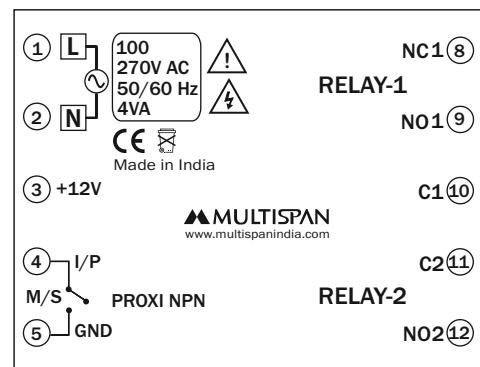 1 L
100
270V AC
50/60 Hz
4VA
2 N
CE
Made in India
3 +12V
MULTISPAN
www.multispanindia.com
4 I/P
M/S
PROXI NPN
5 GND
NC1 8
RELAY-1
NO1 9
C1 10
C2 11
RELAY-2
NO2 12